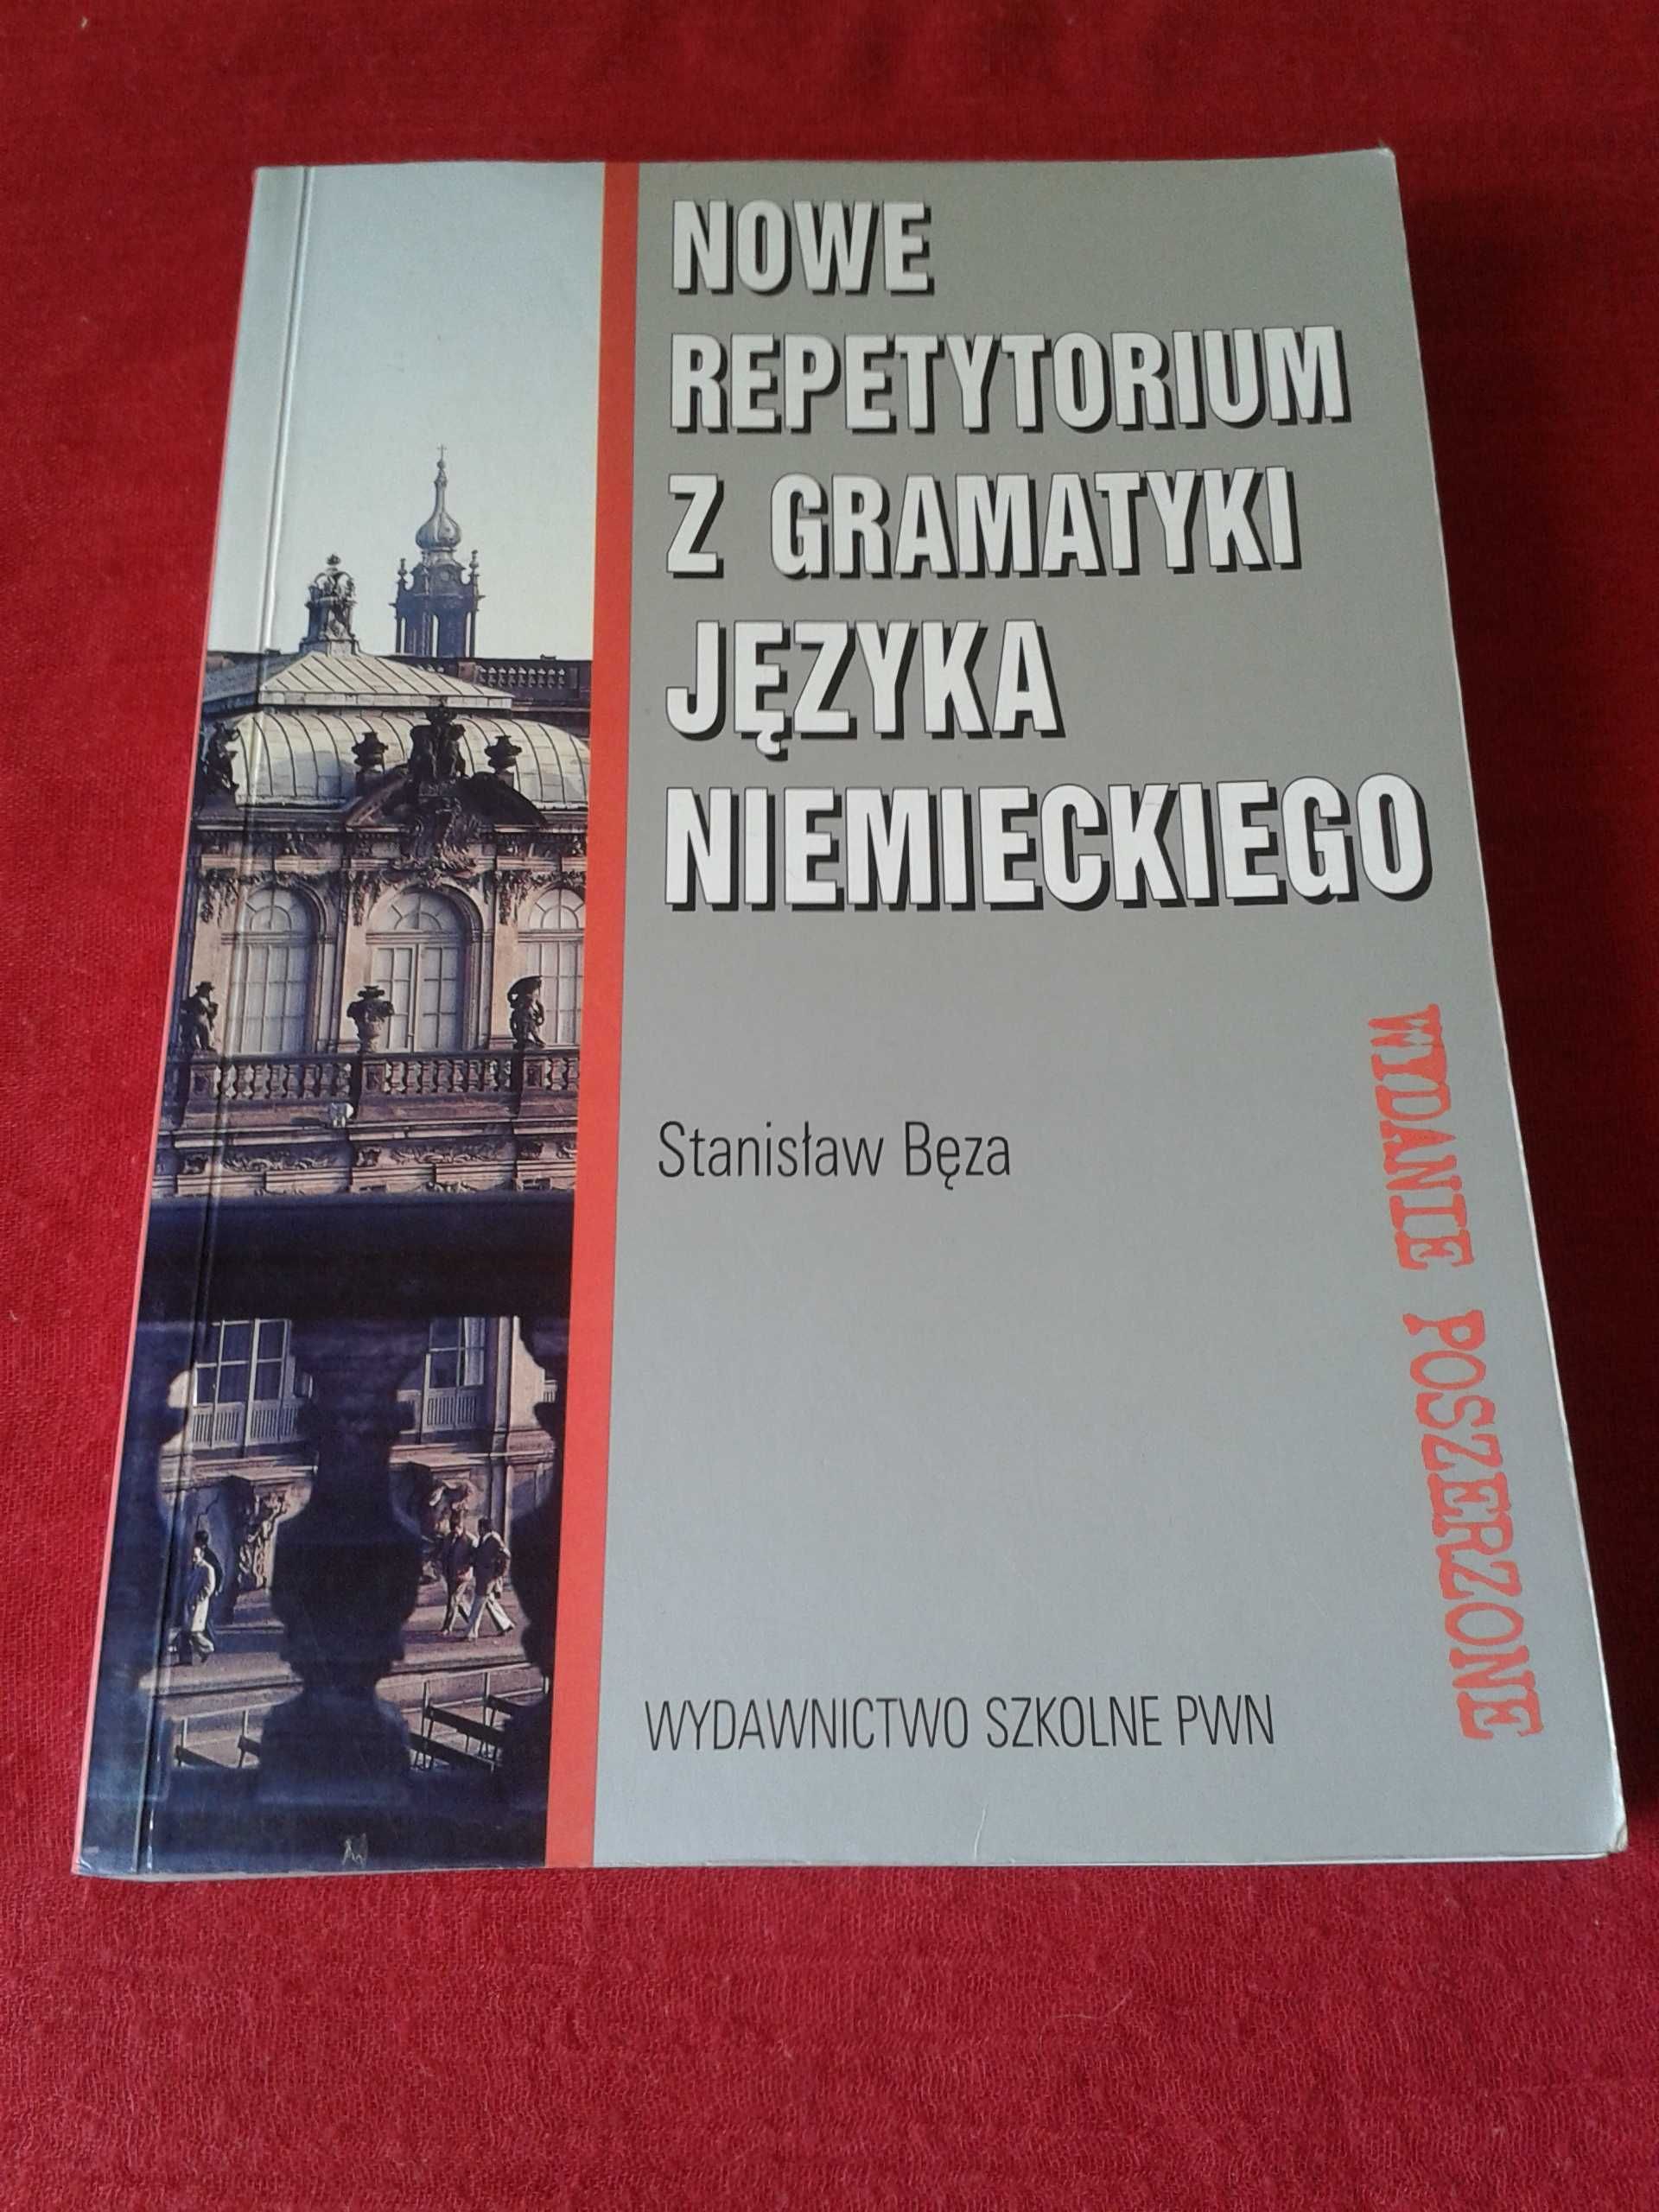 NOWE
REPETYTORIUM
Z GRAMATYKI
JĘZYKA
NIEMIECKIEGO
Stanisław Bęza
WYDANIE POSZERZONE
WYDAWNICTWO SZKOLNE PWN